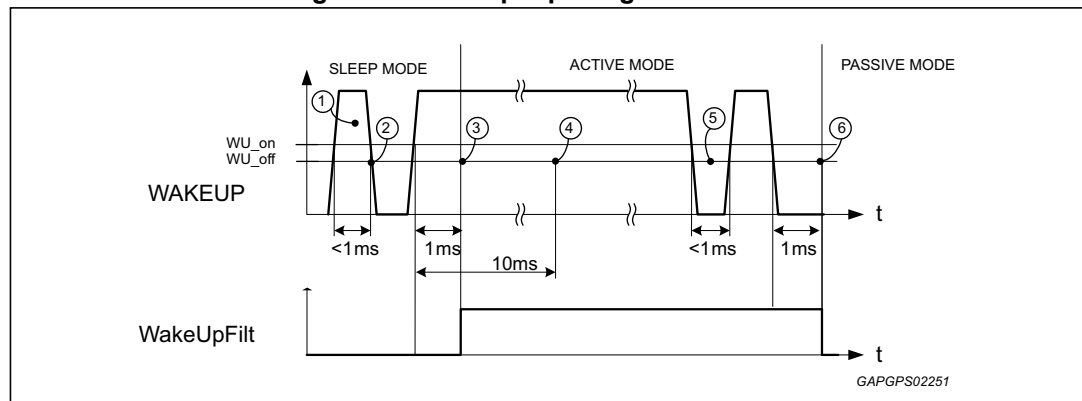 SLEEP MODE
ACTIVE MODE
PASSIVE MODE
1
2
3
4
5
6
WU_on
WU_off
WAKEUP
t
<1ms
1ms
<1ms
1ms
10ms
WakeUpFilt
t
GAPGPS02251